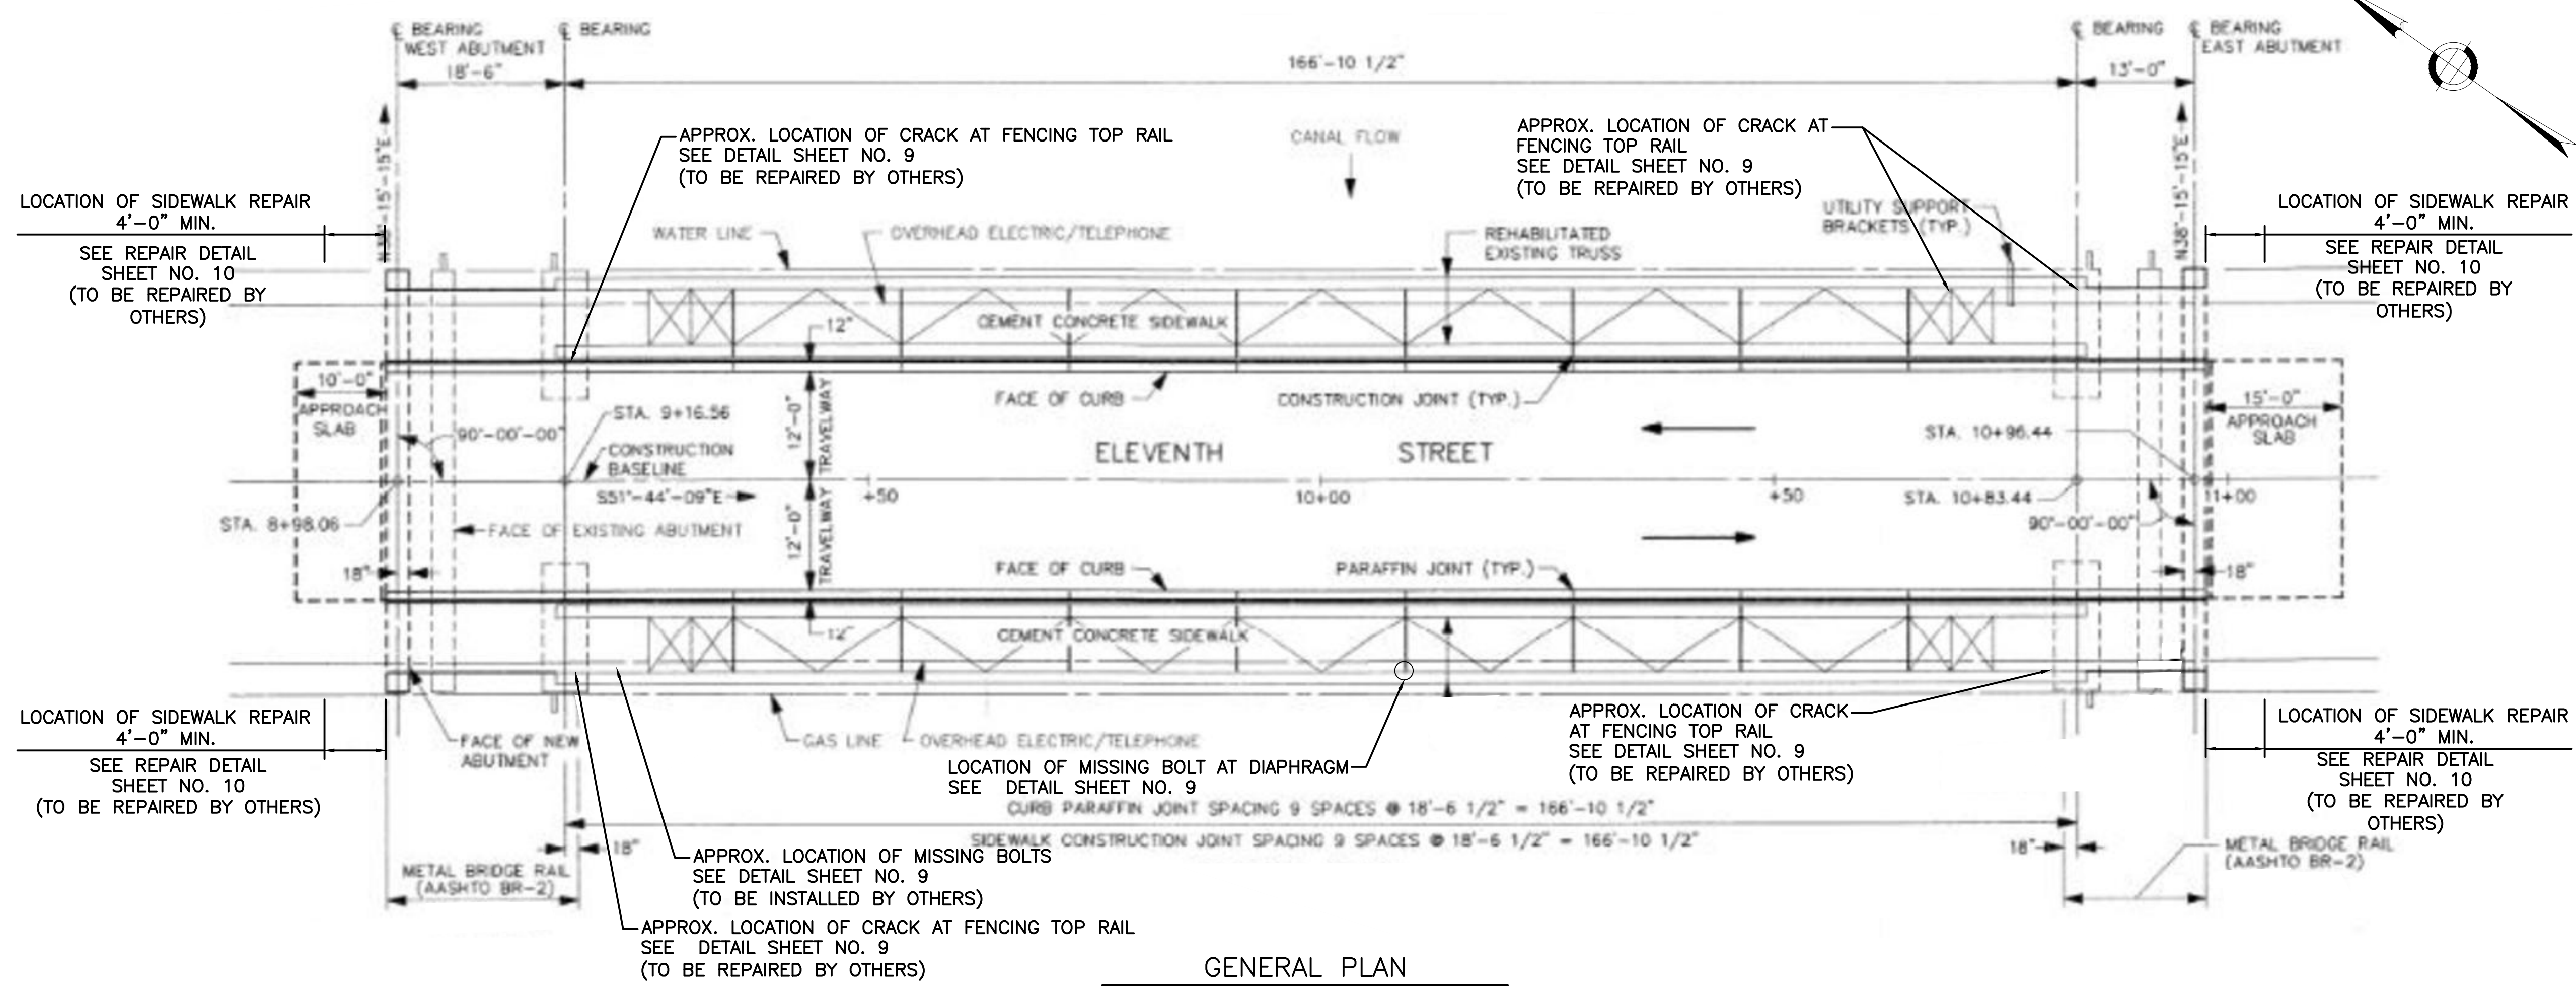 ℄ BEARING
WEST ABUTMENT
℄ BEARING
℄ BEARING
℄ BEARING
EAST ABUTMENT
18'-6"
166'-10 1/2"
13'-0"
APPROX. LOCATION OF CRACK AT FENCING TOP RAIL
SEE DETAIL SHEET NO. 9
(TO BE REPAIRED BY OTHERS)
CANAL FLOW
APPROX. LOCATION OF CRACK AT
FENCING TOP RAIL
SEE DETAIL SHEET NO. 9
(TO BE REPAIRED BY OTHERS)
N38°-15'-15"E
LOCATION OF SIDEWALK REPAIR
4'-0" MIN.
SEE REPAIR DETAIL
SHEET NO. 10
(TO BE REPAIRED BY
OTHERS)
LOCATION OF SIDEWALK REPAIR
4'-0" MIN.
SEE REPAIR DETAIL
SHEET NO. 10
(TO BE REPAIRED BY
OTHERS)
WATER LINE
OVERHEAD ELECTRIC/TELEPHONE
REHABILITATED
EXISTING TRUSS
UTILITY SUPPORT
BRACKETS (TYP.)
12"
CEMENT CONCRETE SIDEWALK
10'-0"
APPROACH
SLAB
FACE OF CURB
CONSTRUCTION JOINT (TYP.)
15'-0"
APPROACH
SLAB
90°-00'-00"
STA. 9+16.56
CONSTRUCTION
BASELINE
12'-0"
TRAVELWAY
ELEVENTH STREET
STA. 10+96.44
S51°-44'-09"E
+50
10+00
+50
STA. 10+83.44
11+00
STA. 8+98.06
FACE OF EXISTING ABUTMENT
12'-0"
TRAVELWAY
90°-00'-00"
18"
FACE OF CURB
PARAFFIN JOINT (TYP.)
18"
12"
CEMENT CONCRETE SIDEWALK
LOCATION OF SIDEWALK REPAIR
4'-0" MIN.
SEE REPAIR DETAIL
SHEET NO. 10
(TO BE REPAIRED BY OTHERS)
FACE OF NEW
ABUTMENT
GAS LINE
OVERHEAD ELECTRIC/TELEPHONE
LOCATION OF MISSING BOLT AT DIAPHRAGM
SEE DETAIL SHEET NO. 9
APPROX. LOCATION OF CRACK
AT FENCING TOP RAIL
SEE DETAIL SHEET NO. 9
(TO BE REPAIRED BY OTHERS)
LOCATION OF SIDEWALK REPAIR
4'-0" MIN.
SEE REPAIR DETAIL
SHEET NO. 10
(TO BE REPAIRED BY
OTHERS)
CURB PARAFFIN JOINT SPACING 9 SPACES @ 18'-6 1/2" = 166'-10 1/2"
SIDEWALK CONSTRUCTION JOINT SPACING 9 SPACES @ 18'-6 1/2" = 166'-10 1/2"
18"
18"
METAL BRIDGE RAIL
(AASHTO BR-2)
METAL BRIDGE RAIL
(AASHTO BR-2)
APPROX. LOCATION OF MISSING BOLTS
SEE DETAIL SHEET NO. 9
(TO BE INSTALLED BY OTHERS)
APPROX. LOCATION OF CRACK AT FENCING TOP RAIL
SEE DETAIL SHEET NO. 9
(TO BE REPAIRED BY OTHERS)
GENERAL PLAN